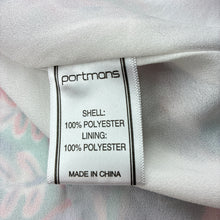 portmans
SHELL:
100% POLYESTER
LINING:
100% POLYESTER
MADE IN CHINA